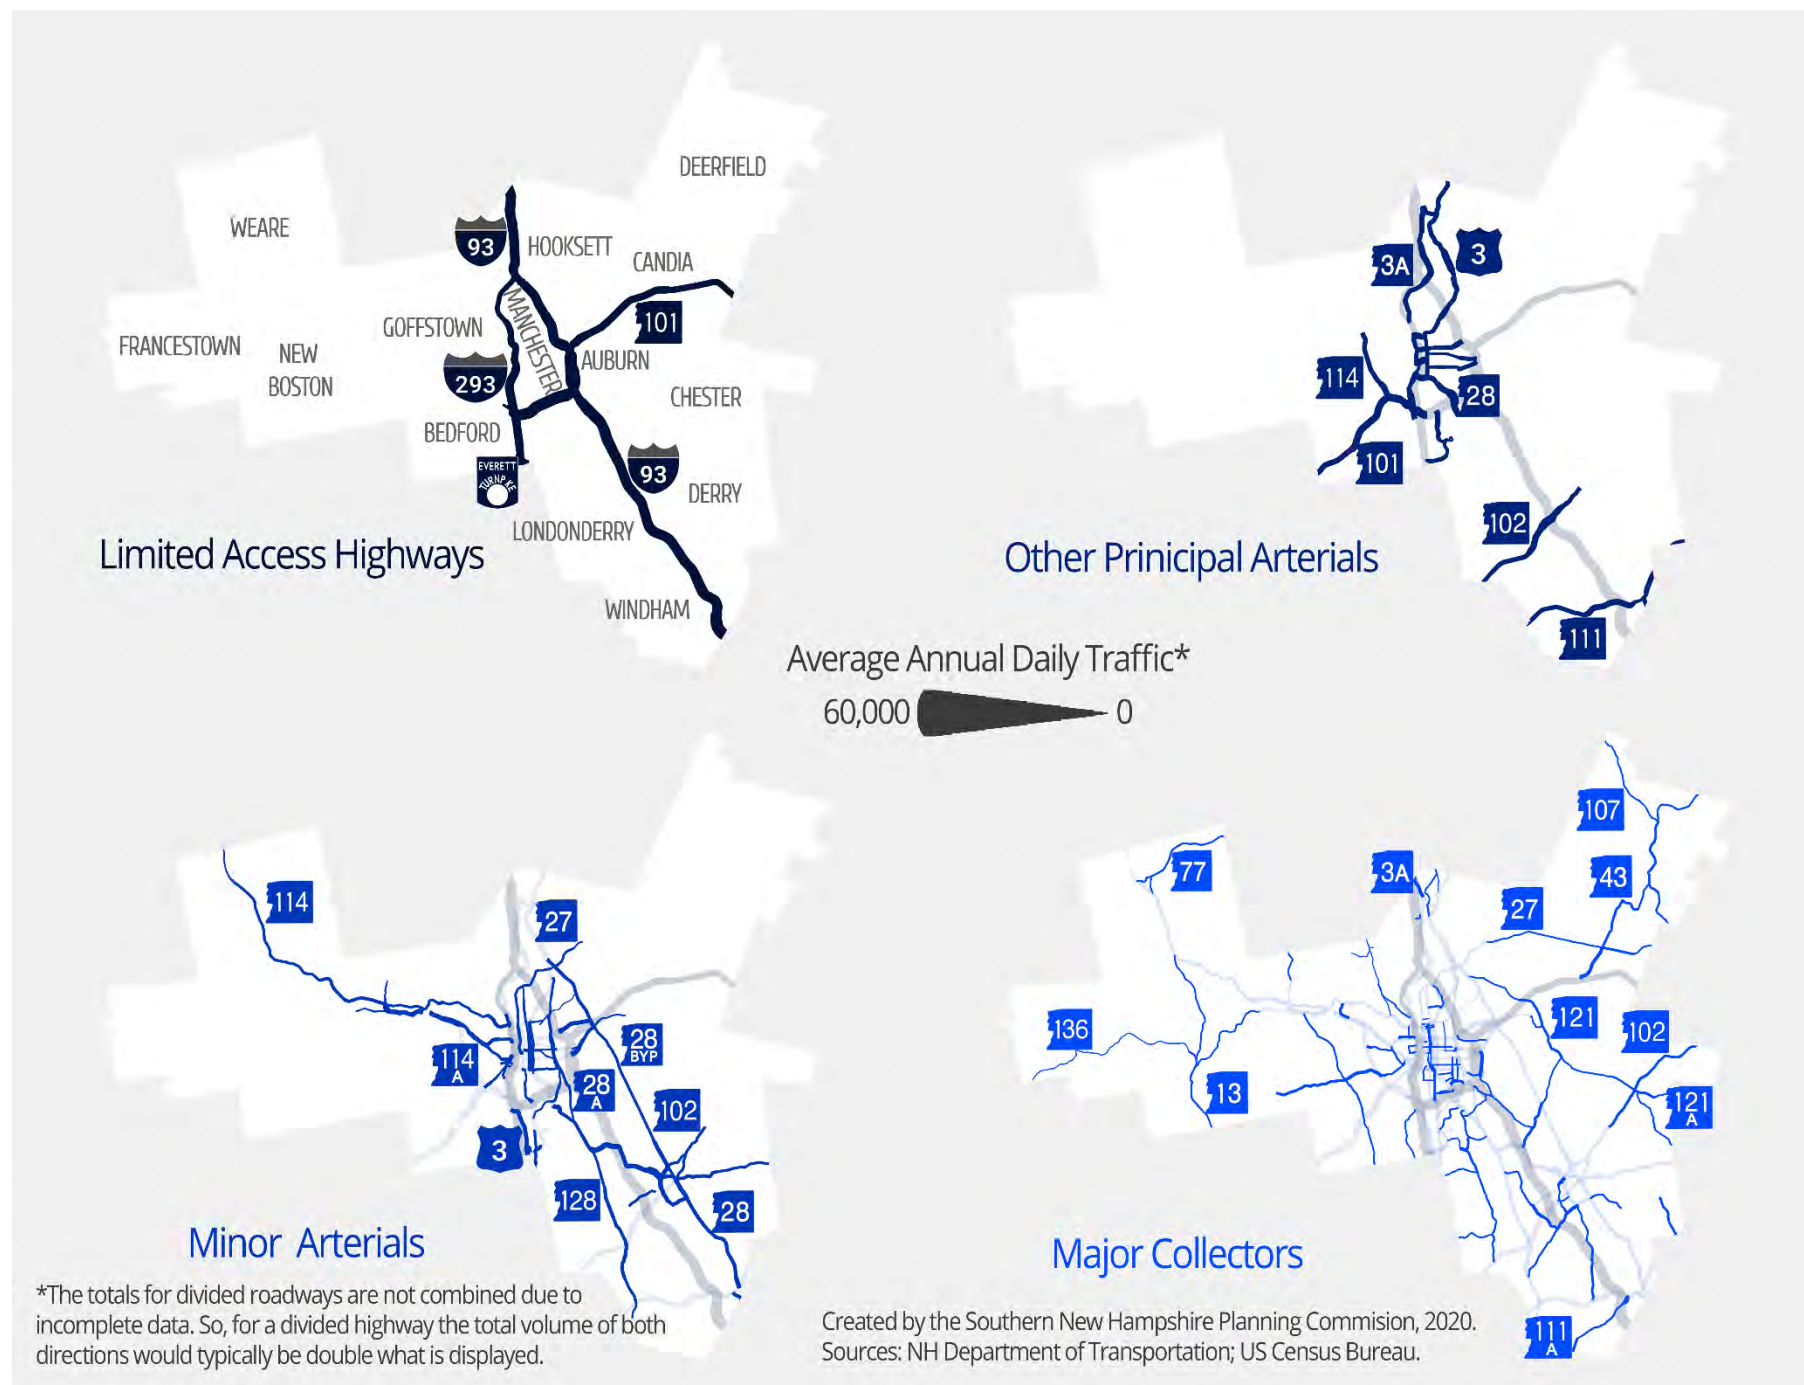 DEERFIELD
WEARE
93
HOOKSETT
CANDIA
101
MANCHESTER
GOFFSTOWN
FRANCESTOWN
NEW
BOSTON
293
AUBURN
CHESTER
BEDFORD
EVERETT
TURNP KE
93
DERRY
LONDONDERRY
WINDHAM
Limited Access Highways
3A
3
114
28
101
102
111
Other Prinicipal Arterials
Average Annual Daily Traffic*
60,000
0
114
27
114
A
28
BYP
28
A
102
3
128
28
Minor Arterials
*The totals for divided roadways are not combined due to
incomplete data. So, for a divided highway the total volume of both
directions would typically be double what is displayed.
107
77
3A
43
27
136
121
102
13
121
A
Major Collectors
111
A
Created by the Southern New Hampshire Planning Commision, 2020.
Sources: NH Department of Transportation; US Census Bureau.